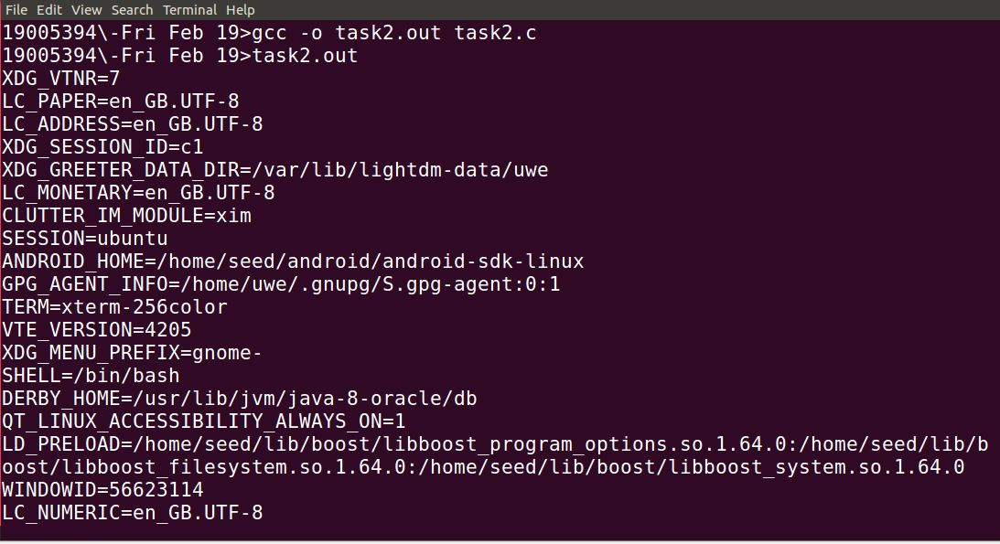 File Edit View Search Terminal Help
19005394\-Fri Feb 19>gcc -o task2.out task2.c
19005394\-Fri Feb 19>task2.out
XDG_VTNR=7
LC_PAPER=en_GB.UTF-8
LC_ADDRESS=en_GB.UTF-8
XDG_SESSION_ID=c1
XDG_GREETER_DATA_DIR=/var/lib/lightdm-data/uwe
LC_MONETARY=en_GB.UTF-8
CLUTTER_IM_MODULE=xim
SESSION=ubuntu
ANDROID_HOME=/home/seed/android/android-sdk-linux
GPG_AGENT_INFO=/home/uwe/.gnupg/S.gpg-agent:0:1
TERM=xterm-256color
VTE_VERSION=4205
XDG_MENU_PREFIX=gnome-
SHELL=/bin/bash
DERBY_HOME=/usr/lib/jvm/java-8-oracle/db
QT_LINUX_ACCESSIBILITY_ALWAYS_ON=1
LD_PRELOAD=/home/seed/lib/boost/libboost_program_options.so.1.64.0:/home/seed/lib/b
oost/libboost_filesystem.so.1.64.0:/home/seed/lib/boost/libboost_system.so.1.64.0
WINDOWID=56623114
LC_NUMERIC=en_GB.UTF-8